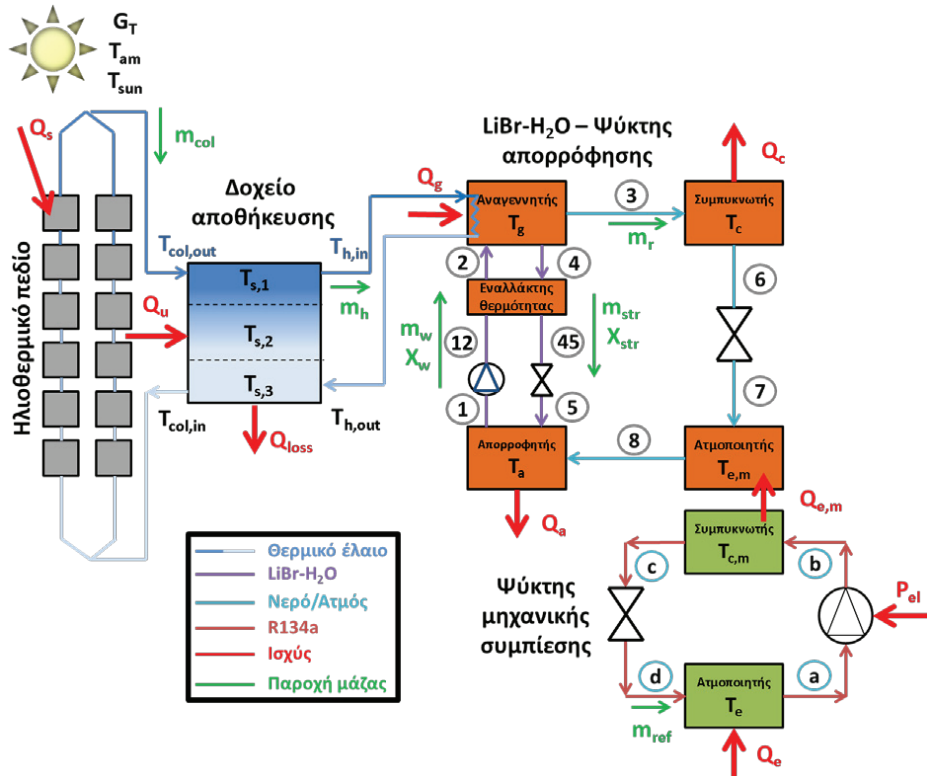 G_T
T_am
T_sun
Q_s
m_col
LiBr-H₂O – Ψύκτης
απορρόφησης
Q_c
Δοχείο
αποθήκευσης
Q_g
Αναγεννητής
T_g
3
m_r
Συμπυκνωτής
T_c
Ηλιοθερμικό πεδίο
T_col,out
T_h,in
2
4
6
T_s,1
m_h
Εναλλάκτης
θερμότητας
Q_u
T_s,2
m_w
X_w
12
45
m_str
X_str
T_s,3
1
5
7
T_col,in
T_h,out
Q_loss
Απορροφητής
T_a
8
Ατμοποιητής
T_e,m
Q_a
Q_e,m
Συμπυκνωτής
T_c,m
c
b
Θερμικό έλαιο
LiBr-H₂O
Νερό/Ατμός
R134a
Ισχύς
Παροχή μάζας
Ψύκτης
μηχανικής
συμπίεσης
P_el
d
a
Ατμοποιητής
T_e
m_ref
Q_e